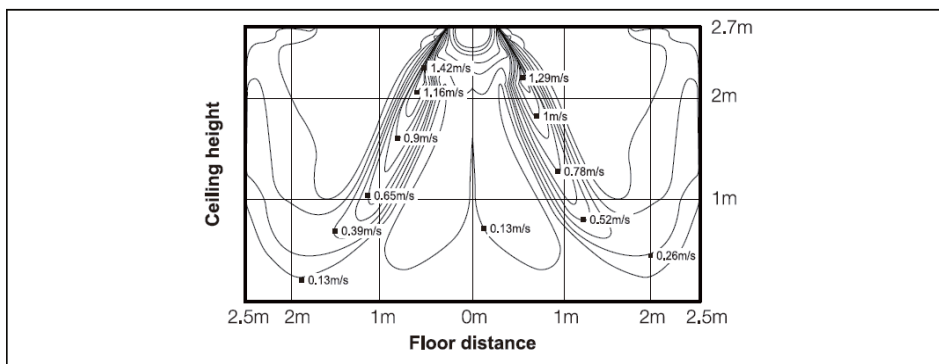 2.7m
1.42m/s
1.29m/s
1.16m/s
2m
1m/s
0.9m/s
0.78m/s
0.65m/s
1m
0.52m/s
0.39m/s
0.13m/s
0.26m/s
0.13m/s
Ceiling height
2.5m 2m 1m 0m 1m 2m 2.5m
Floor distance